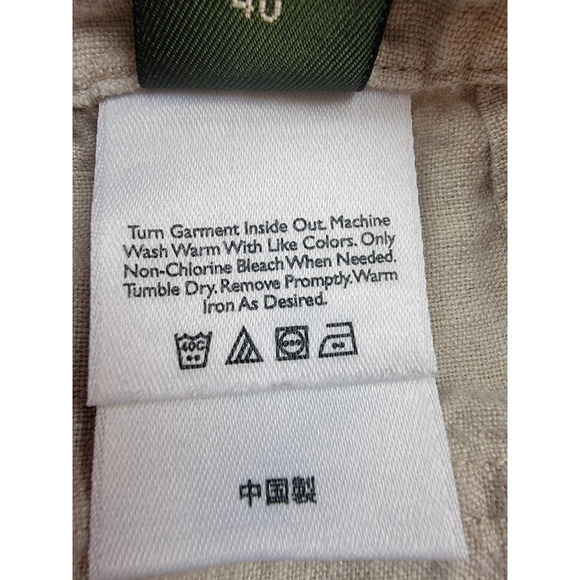 40
Turn Garment Inside Out. Machine
Wash Warm With Like Colors. Only
Non-Chlorine Bleach When Needed.
Tumble Dry. Remove Promptly. Warm
Iron As Desired.
40C
中国製